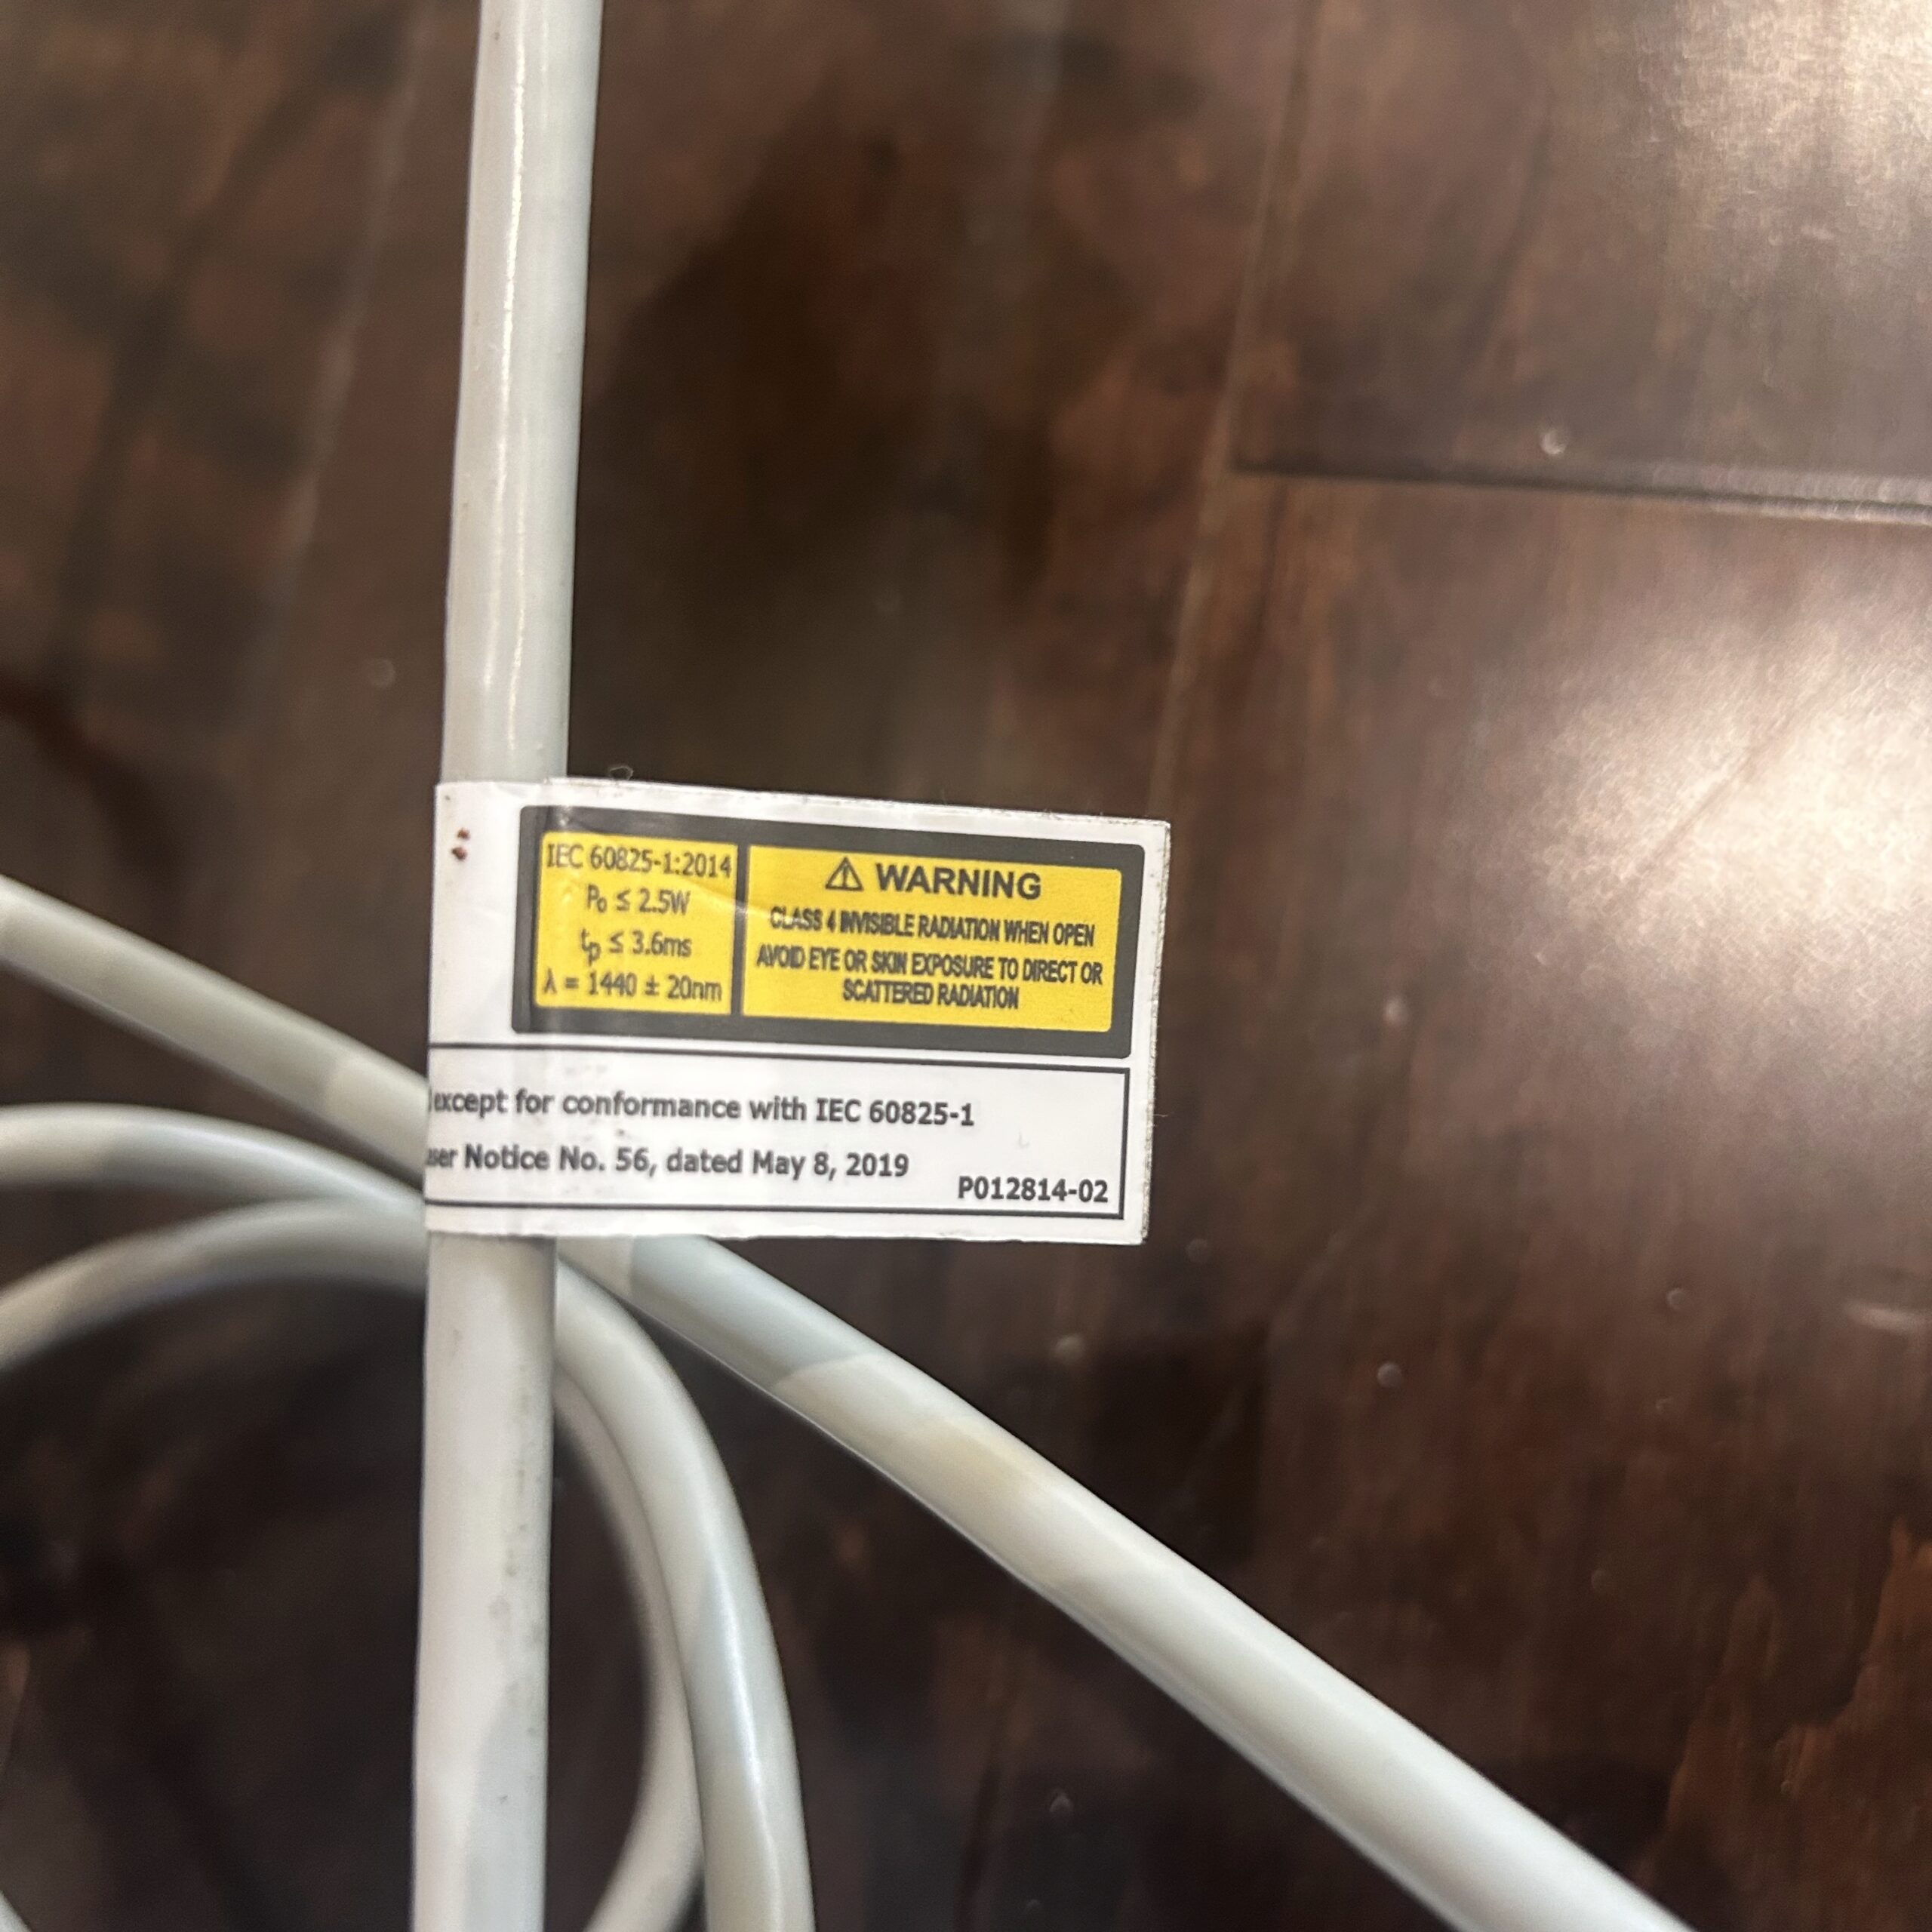 IEC 60825-1:2014
P₀ ≤ 2.5W
tₚ ≤ 3.6ms
λ = 1440 ± 20nm
⚠ WARNING
CLASS 4 INVISIBLE RADIATION WHEN OPEN
AVOID EYE OR SKIN EXPOSURE TO DIRECT OR
SCATTERED RADIATION
except for conformance with IEC 60825-1
Notice No. 56, dated May 8, 2019
P012814-02